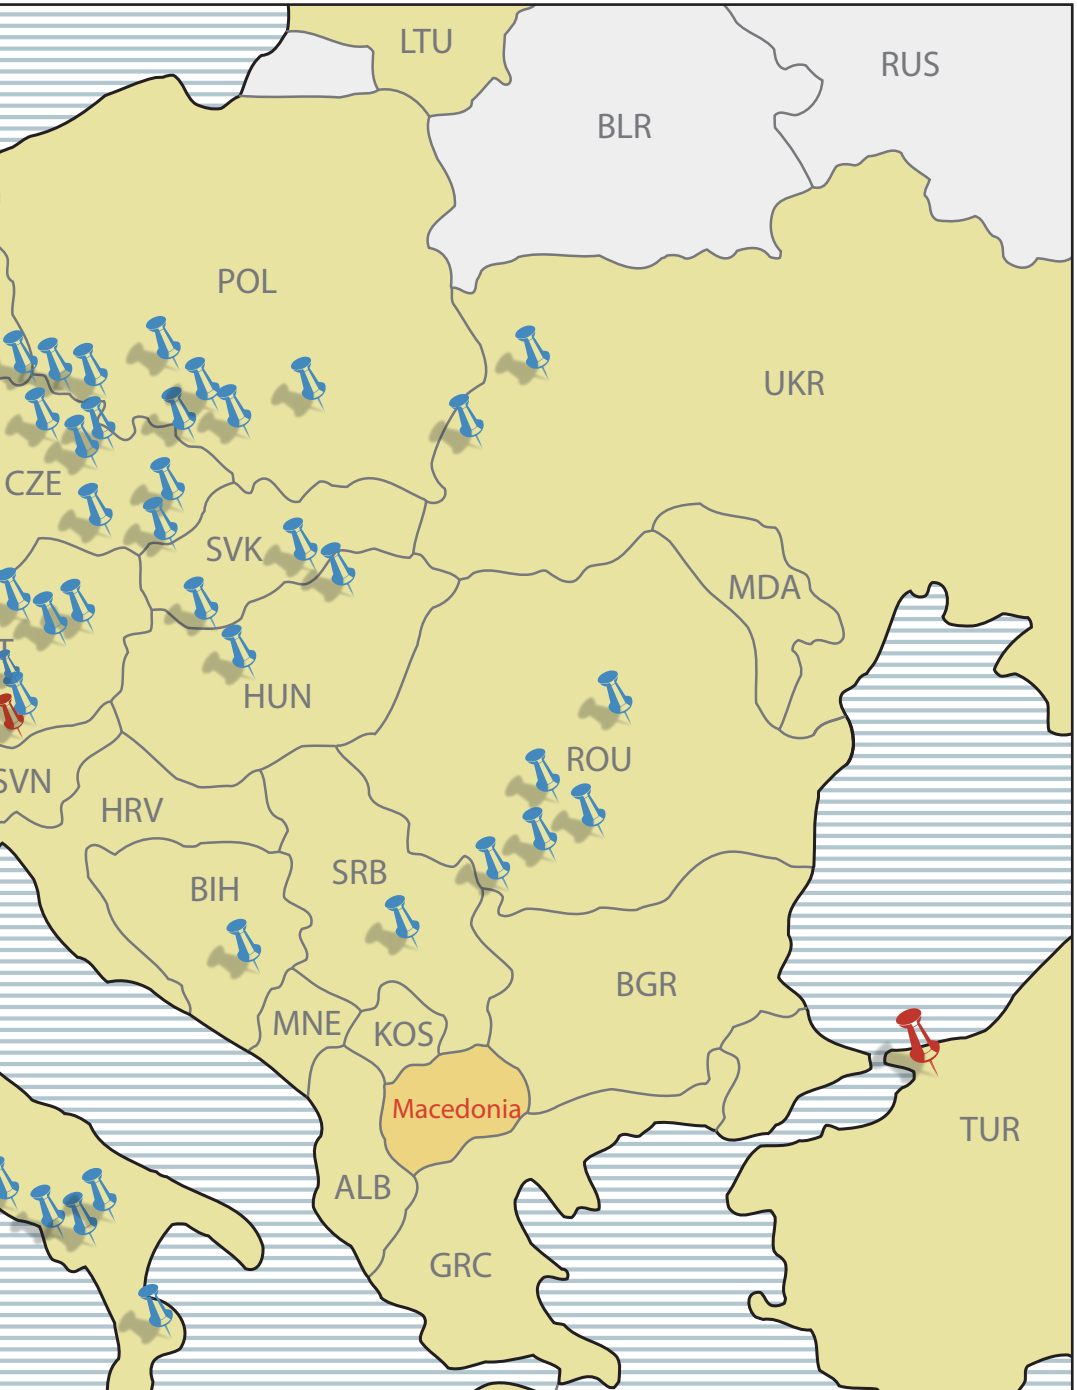 LTU
RUS
BLR
POL
UKR
CZE
SVK
MDA
T
HUN
ROU
SVN
HRV
SRB
BIH
BGR
MNE
KOS
Macedonia
TUR
ALB
GRC